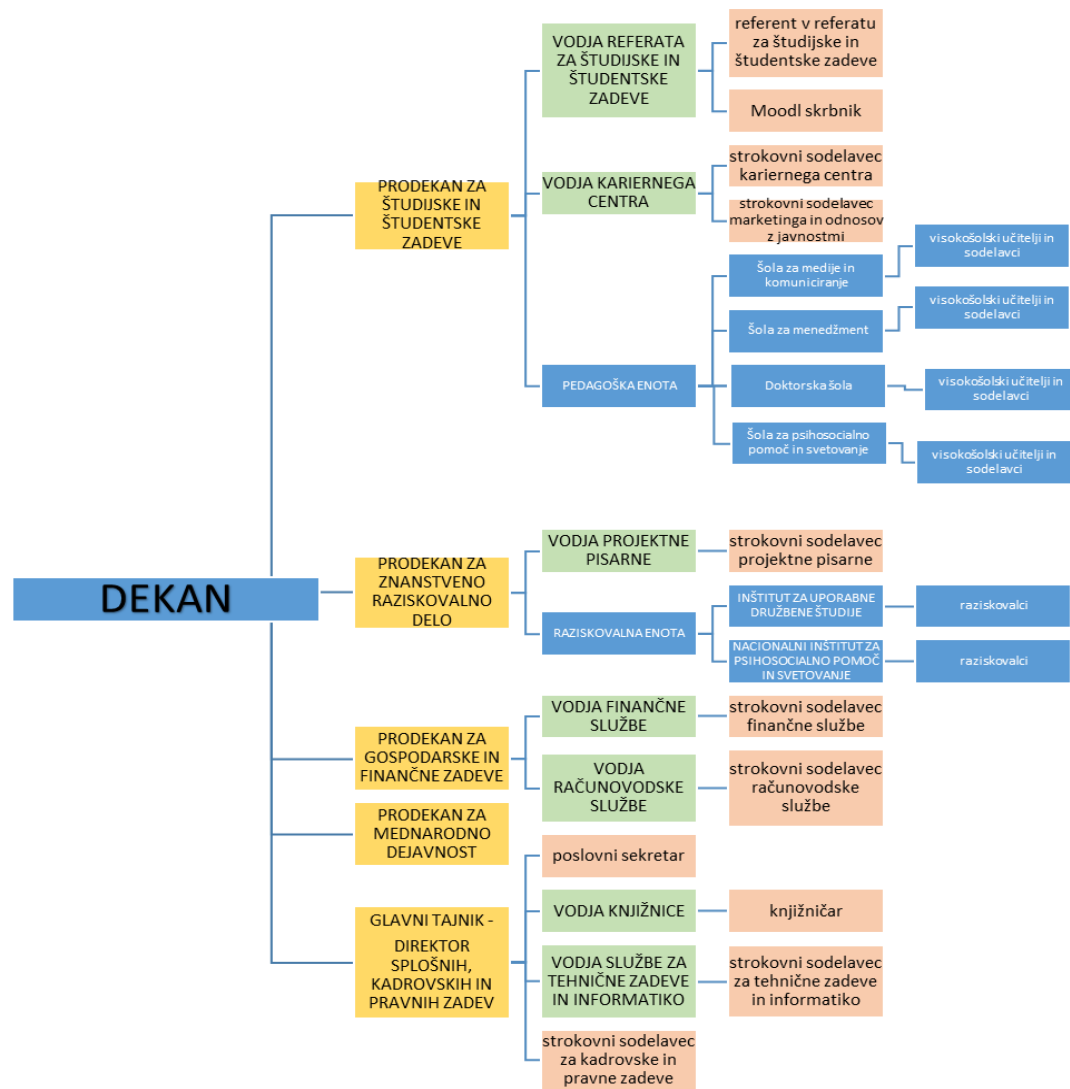 DEKAN
PRODEKAN ZA
ŠTUDIJSKE IN
ŠTUDENTSKE
ZADEVE
VODJA REFERATA
ZA ŠTUDIJSKE IN
ŠTUDENTSKE
ZADEVE
referent v referatu
za študijske in
študentske zadeve
Moodl skrbnik
VODJA KARIERNEGA
CENTRA
strokovni sodelavec
kariernega centra
strokovni sodelavec
marketinga in odnosov
z javnostmi
PEDAGOŠKA ENOTA
Šola za medije in
komuniciranje
visokošolski učitelji in
sodelavci
Šola za menedžment
visokošolski učitelji in
sodelavci
Doktorska šola
visokošolski učitelji in
sodelavci
Šola za psihosocialno
pomoč in svetovanje
visokošolski učitelji in
sodelavci
PRODEKAN ZA
ZNANSTVENO
RAZISKOVALNO
DELO
VODJA PROJEKTNE
PISARNE
strokovni sodelavec
projektne pisarne
RAZISKOVALNA ENOTA
INŠTITUT ZA UPORABNE
DRUŽBENE ŠTUDIJE
raziskovalci
NACIONALNI INŠTITUT ZA
PSIHOSOCIALNO POMOČ
IN SVETOVANJE
raziskovalci
PRODEKAN ZA
GOSPODARSKE IN
FINANČNE ZADEVE
VODJA FINANČNE
SLUŽBE
strokovni sodelavec
finančne službe
VODJA
RAČUNOVODSKE
SLUŽBE
strokovni sodelavec
računovodske
službe
PRODEKAN ZA
MEDNARODNO
DEJAVNOST
GLAVNI TAJNIK -
DIREKTOR
SPLOŠNIH,
KADROVSKIH IN
PRAVNIH ZADEV
poslovni sekretar
VODJA KNJIŽNICE
knjižničar
VODJA SLUŽBE ZA
TEHNIČNE ZADEVE
IN INFORMATIKO
strokovni sodelavec
za tehnične zadeve
in informatiko
strokovni sodelavec
za kadrovske in
pravne zadeve